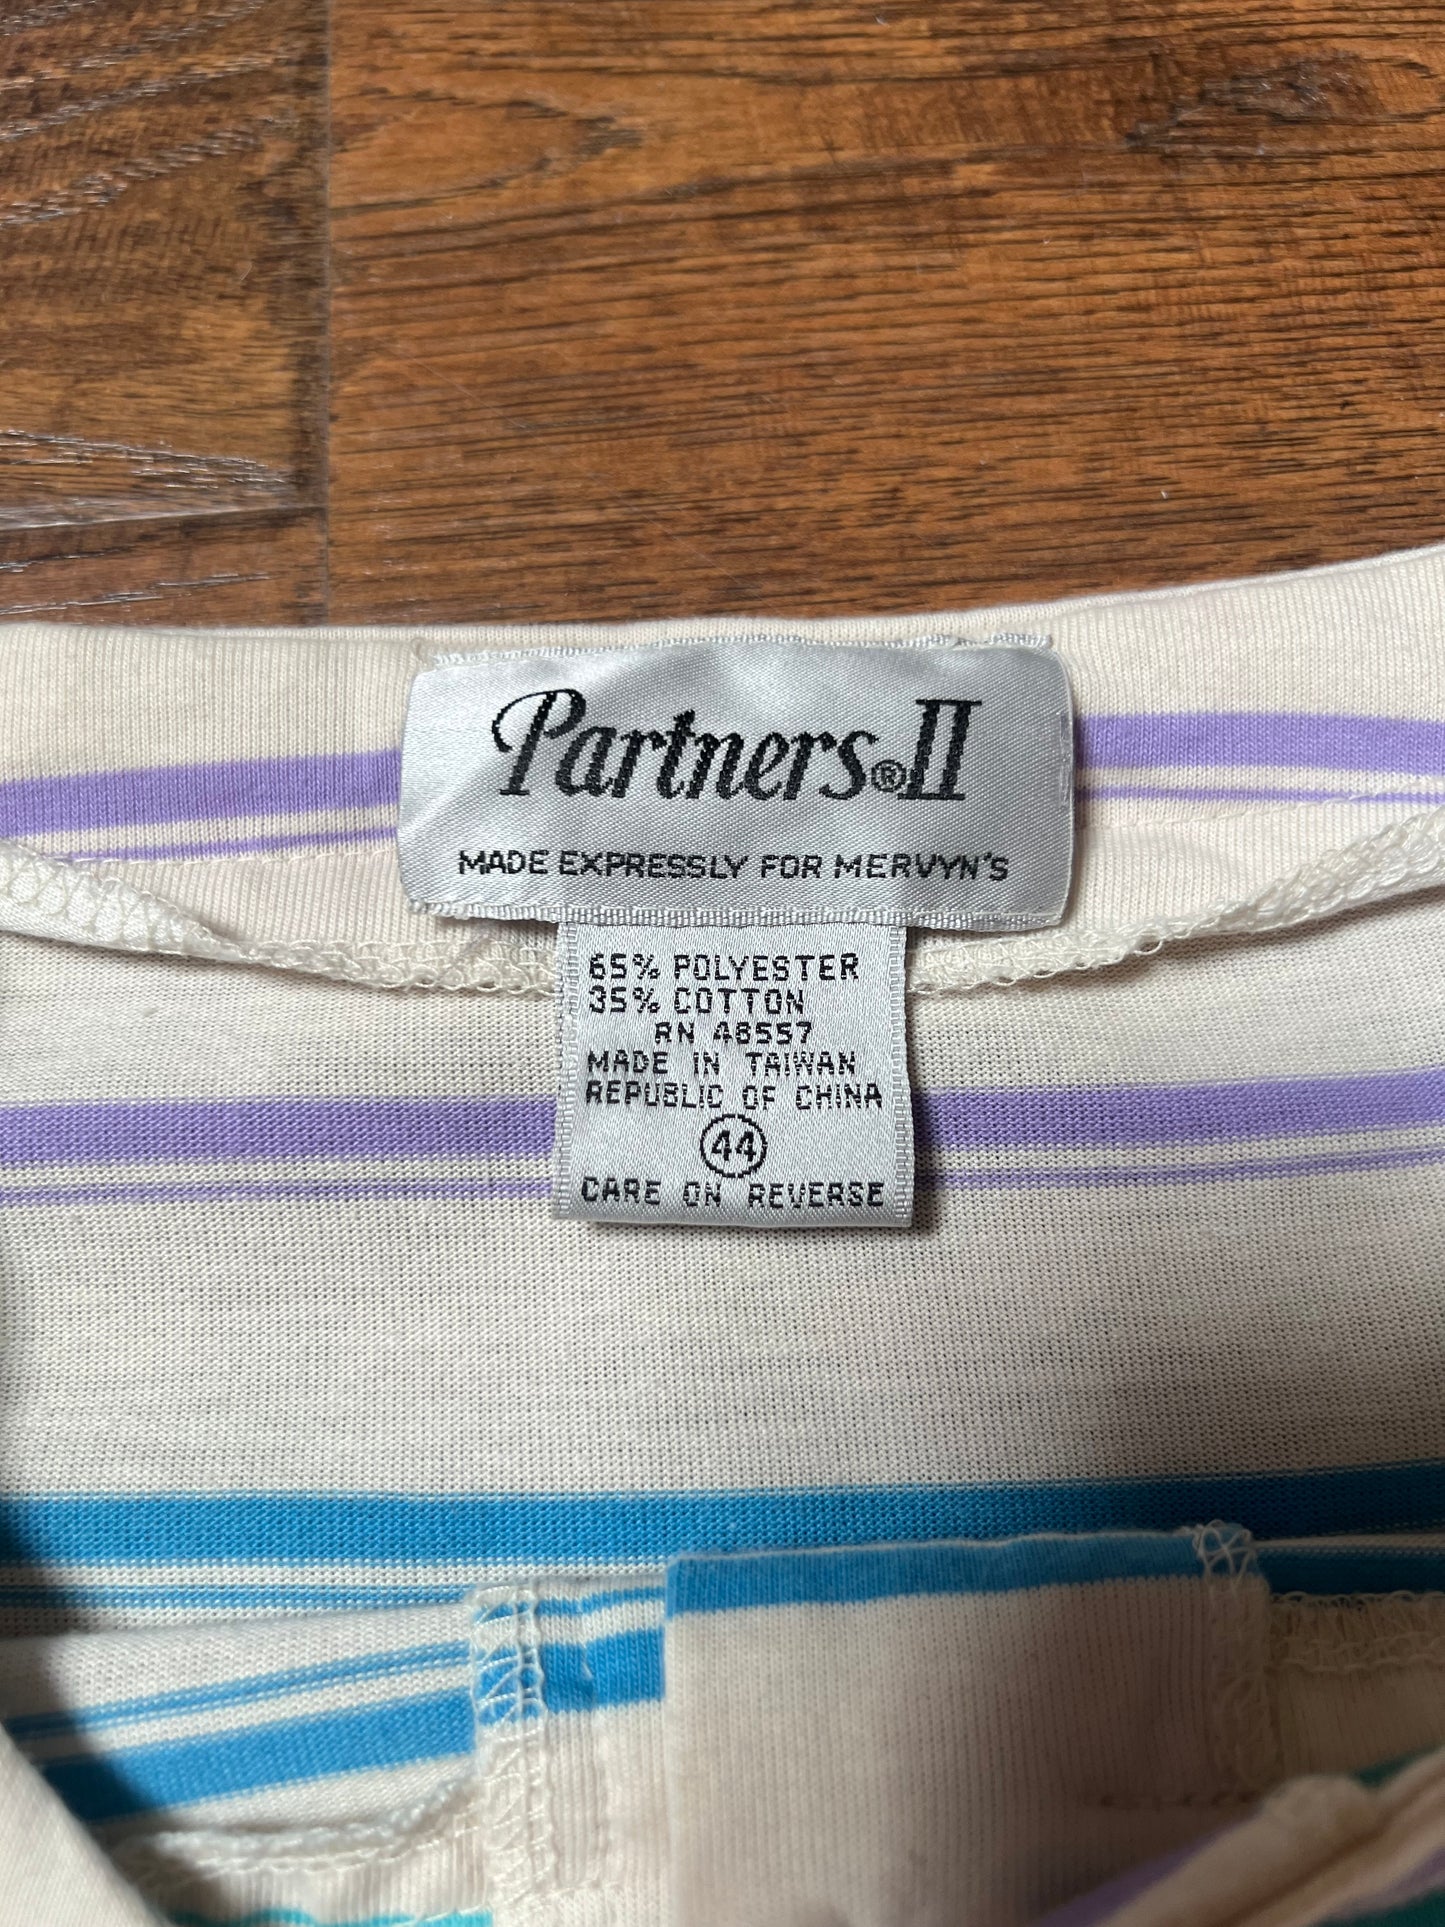 Partners®II
MADE EXPRESSLY FOR MERVYN'S
65% POLYESTER
35% COTTON
RN 48557
MADE IN TAIWAN
REPUBLIC OF CHINA
44
CARE ON REVERSE